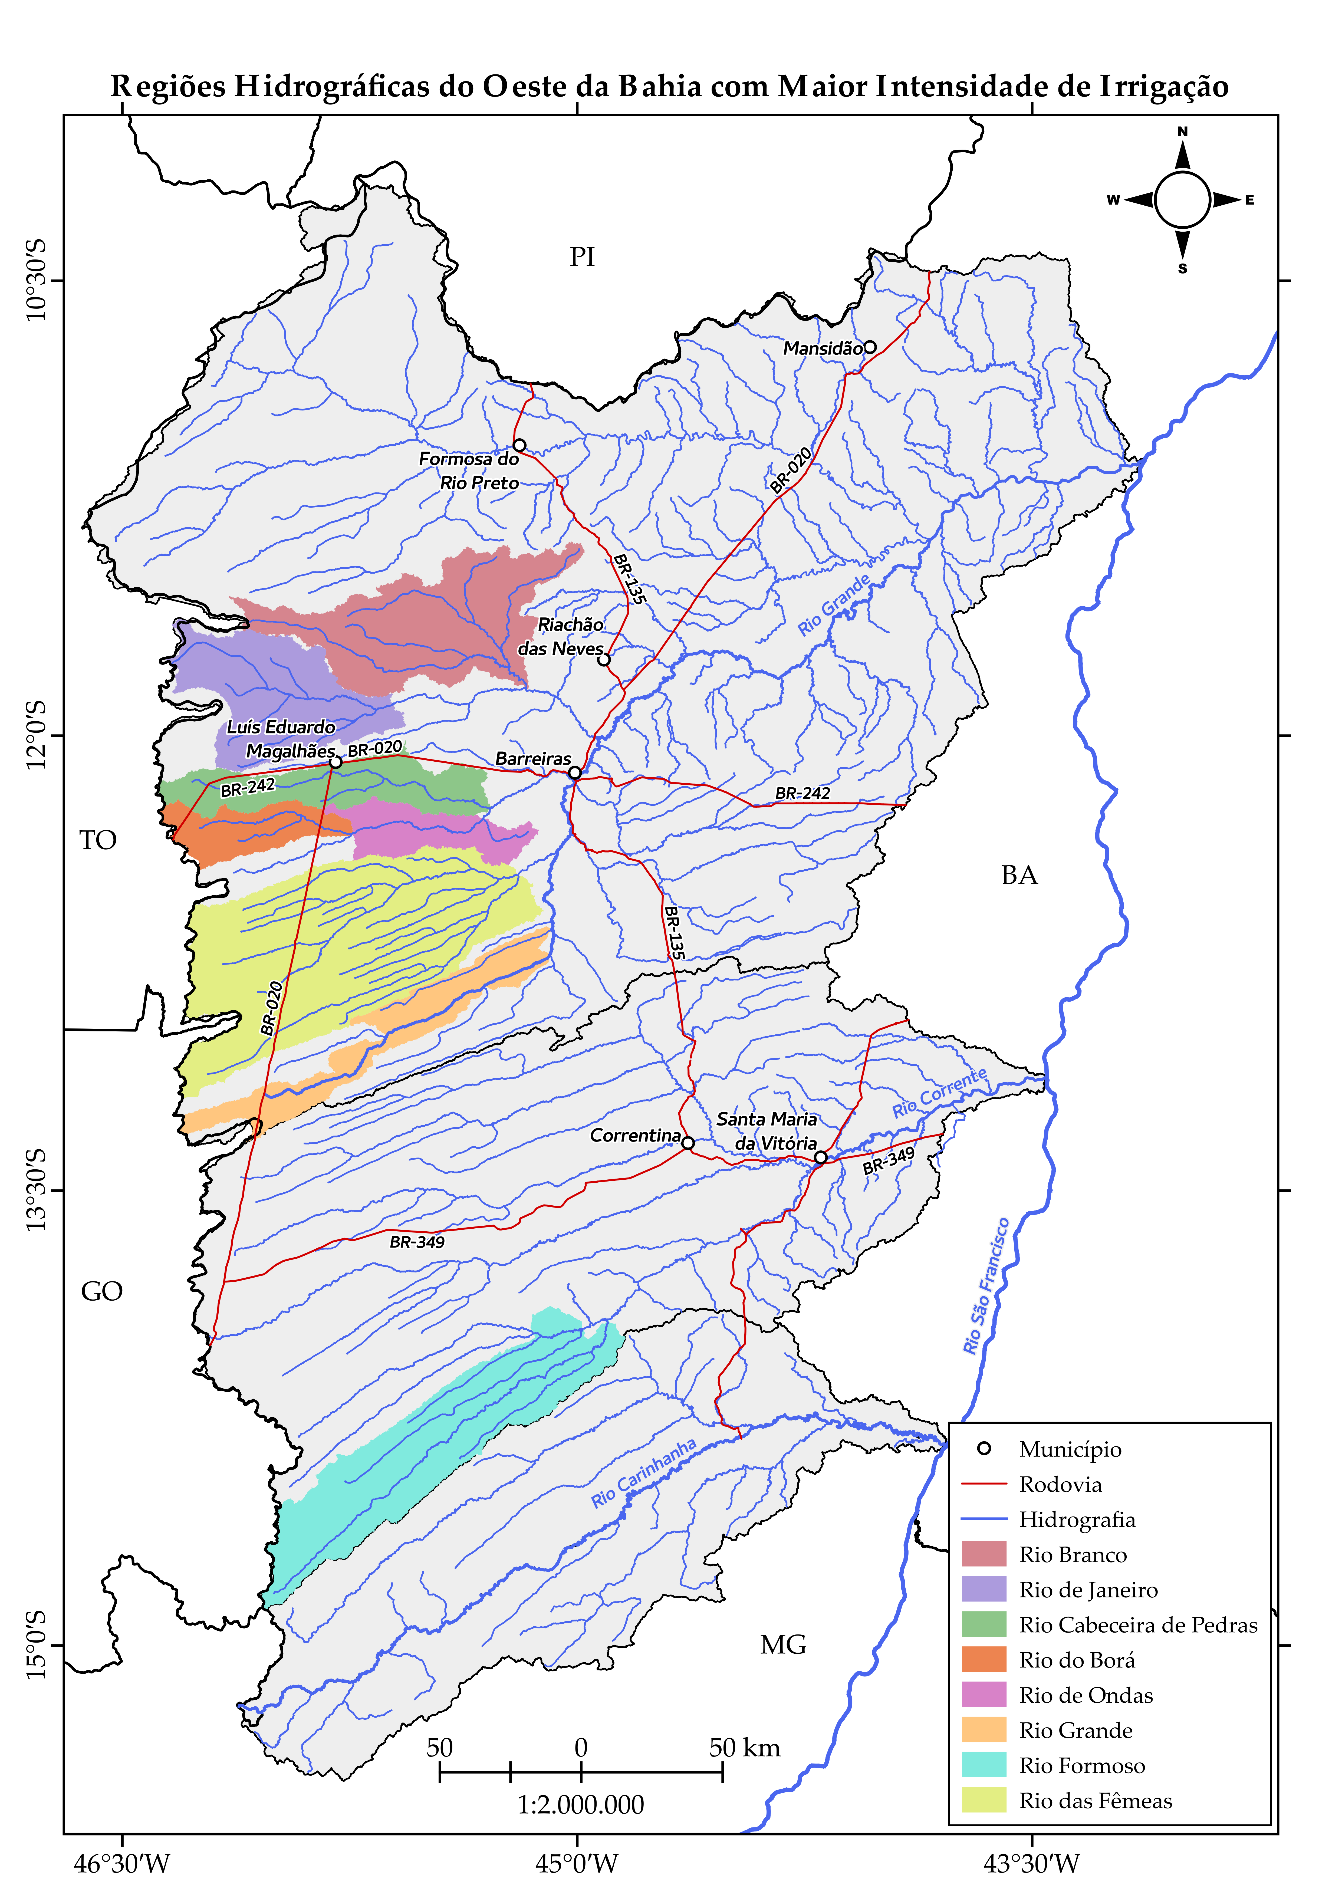 Regiões Hidrográficas do Oeste da Bahia com Maior Intensidade de Irrigação
N
W
E
S
PI
10°30'S
Mansidão
Formosa do
Rio Preto
BR-020
BR-135
Rio Grande
Riachão
das Neves
12°0'S
Luís Eduardo
Magalhães
BR-020
Barreiras
BR-242
BR-242
TO
BA
BR-135
BR-020
Rio Corrente
Santa Maria
da Vitória
Correntina
BR-349
13°30'S
BR-349
Rio São Francisco
GO
Rio Carinhanha
15°0'S
MG
50
0
50 km
1:2.000.000
Município
Rodovia
Hidrografia
Rio Branco
Rio de Janeiro
Rio Cabeceira de Pedras
Rio do Borá
Rio de Ondas
Rio Grande
Rio Formoso
Rio das Fêmeas
46°30'W
45°0'W
43°30'W